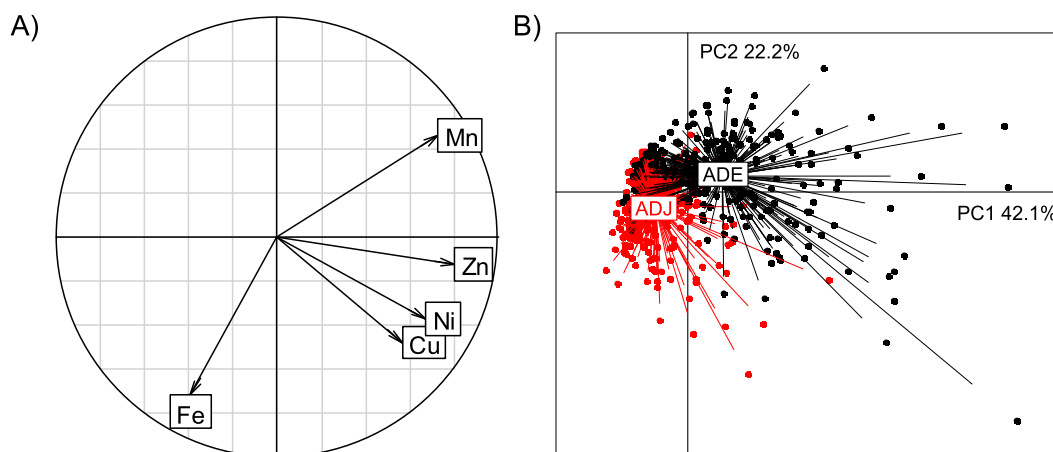 A)
Mn
Zn
Ni
Cu
Fe
B)
PC2 22.2%
ADE
ADJ
PC1 42.1%